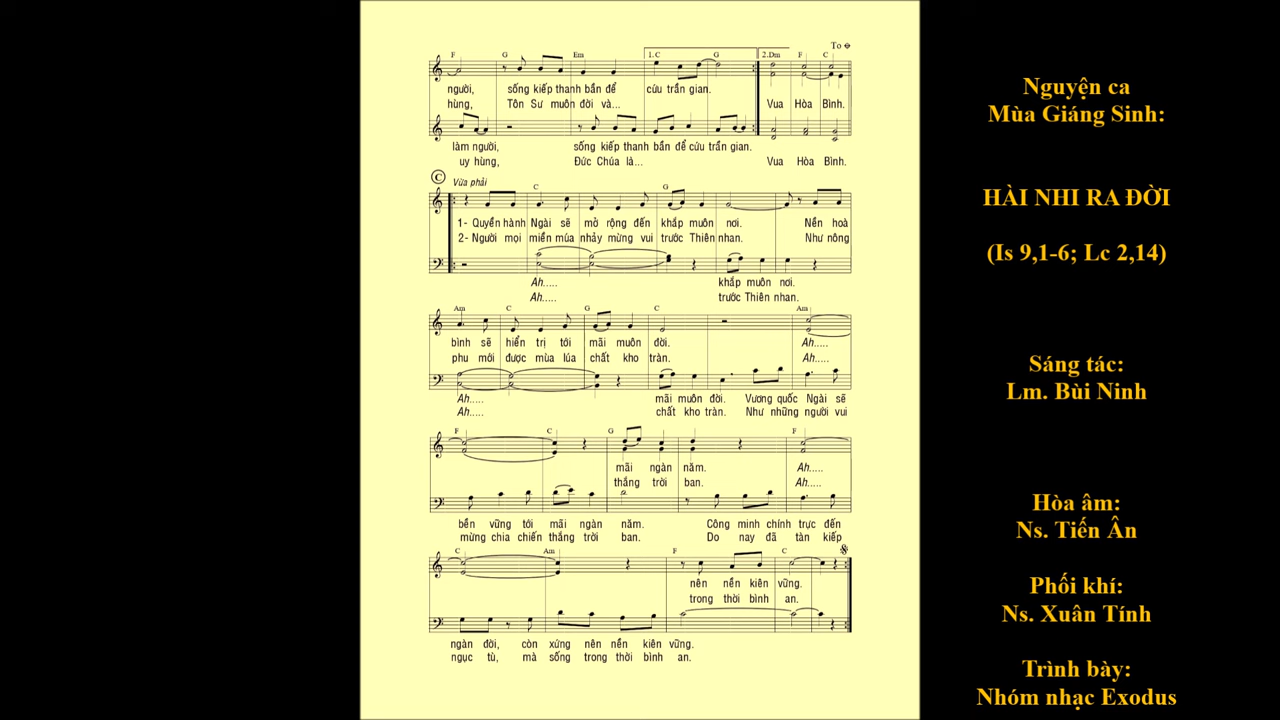 To
F G Em 1. C G 2. Dm F C
người, sống kiếp thanh bần để cứu trần gian.
hùng, Tôn Sư muôn đời và... Vua Hòa Bình.
làm người, sống kiếp thanh bần để cứu trần gian.
uy hùng, Đức Chúa là... Vua Hòa Bình.
C
Vừa phải
C G
1- Quyền hành Ngài sẽ mở rộng đến khắp muôn nơi. Nền hoà
2- Người mọi miền múa nhảy mừng vui trước Thiên nhan. Như nông
Ah..... khắp muôn nơi.
Ah..... trước Thiên nhan.
Am C G C Am
bình sẽ hiển trị tới mãi muôn đời. Ah.....
phu mới được mùa lúa chất kho tràn. Ah.....
Ah..... mãi muôn đời. Vương quốc Ngài sẽ
Ah..... chất kho tràn. Như những người vui
F C G F
mãi ngàn năm. Ah.....
thắng trời ban. Ah.....
bền vững tới mãi ngàn năm. Công minh chính trực đến
mừng chia chiến thắng trời ban. Do nay đã tàn kiếp
C Am F C
nên nền kiên vững.
trong thời bình an.
ngàn đời, còn xứng nên nền kiên vững.
ngục tù, mà sống trong thời bình an.
Nguyện ca
Mùa Giáng Sinh:
HÀI NHI RA ĐỜI
(Is 9,1-6; Lc 2,14)
Sáng tác:
Lm. Bùi Ninh
Hòa âm:
Ns. Tiến Ân
Phối khí:
Ns. Xuân Tính
Trình bày:
Nhóm nhạc Exodus